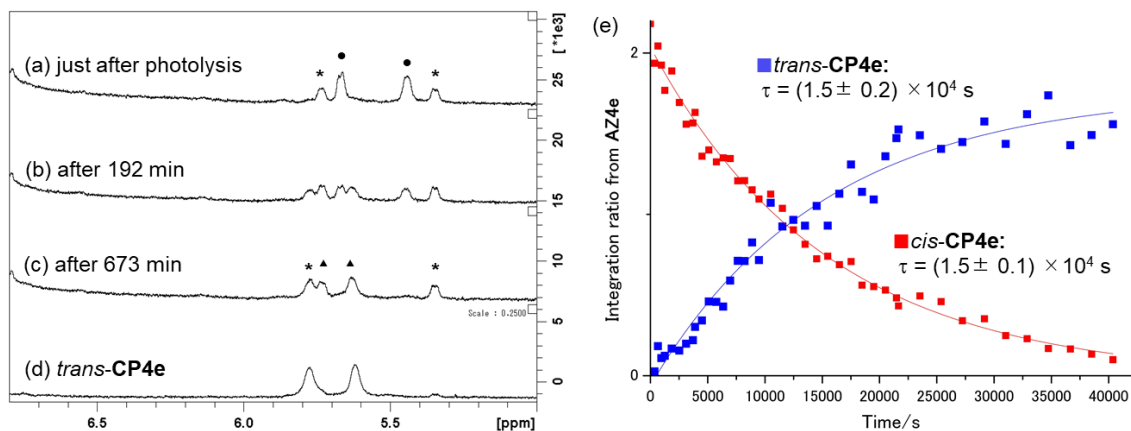 (a) just after photolysis
*
●
●
*
(b) after 192 min
(c) after 673 min
*
▲
▲
*
Scale : 0.2500
(d) trans-CP4e
6.5
6.0
5.5
[ppm]
[ *1e3]
25
20
15
10
5
0
(e)
2
1
0
Integration ratio from AZ4e
trans-CP4e:
τ = (1.5± 0.2) ×10⁴ s
cis-CP4e:
τ = (1.5± 0.1) ×10⁴ s
0
5000
10000
15000
20000
25000
30000
35000
40000
Time/s